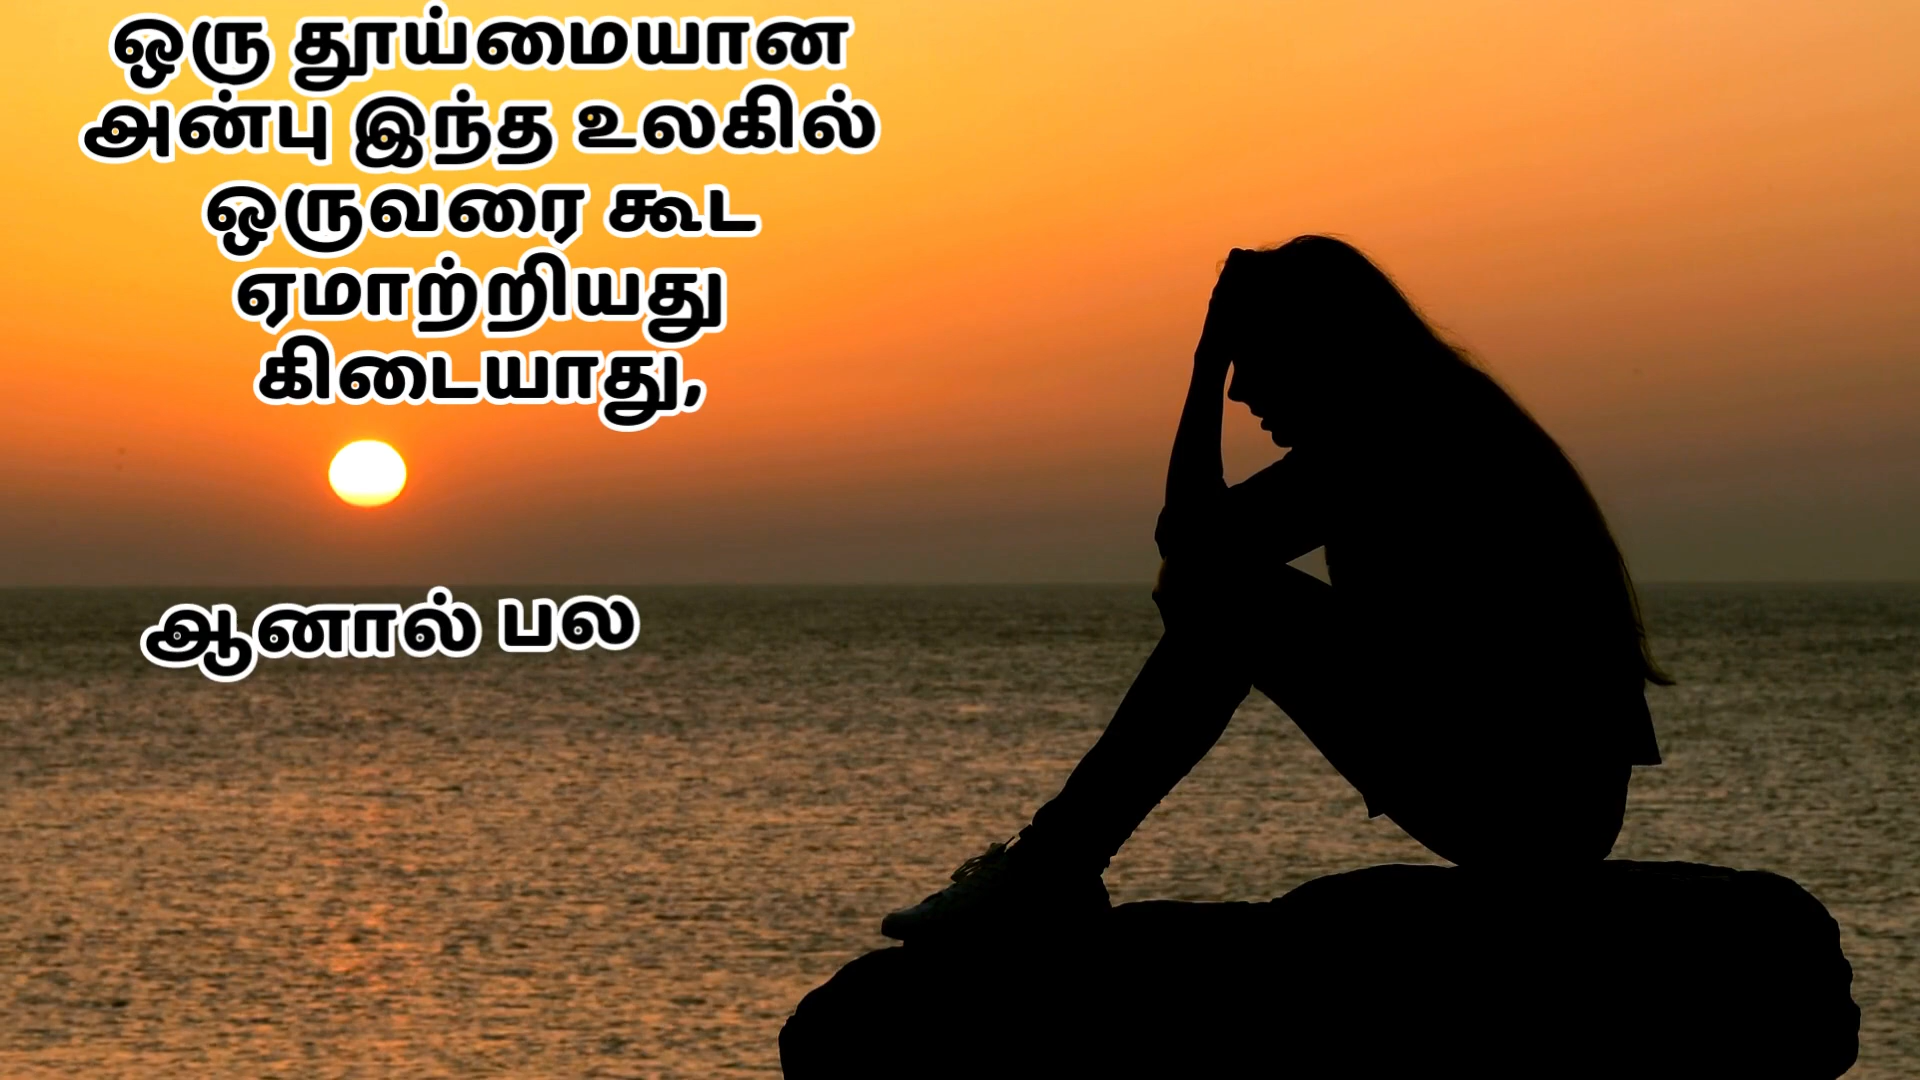 ஒரு தூய்மையான
அன்பு இந்த உலகில்
ஒருவரை கூட
ஏமாற்றியது
கிடையாது,
ஆனால் பல